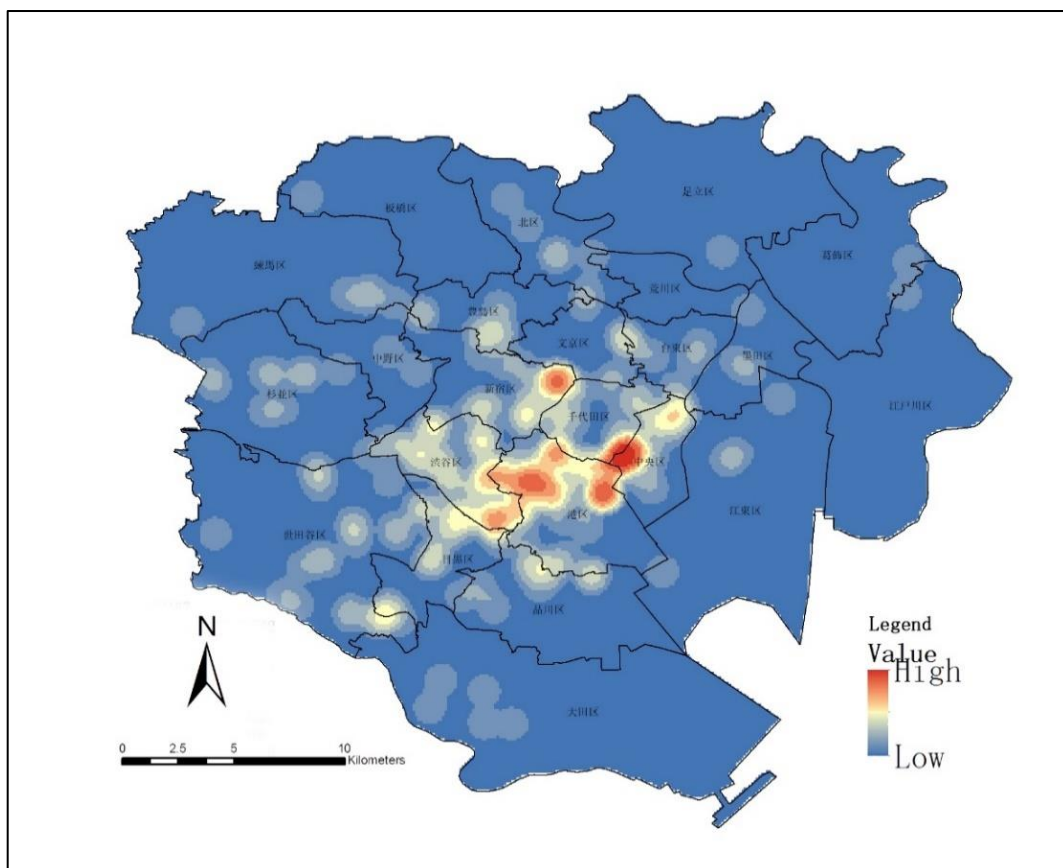 足立区
板橋区
北区
葛飾区
練馬区
荒川区
豊島区
文京区
台東区
墨田区
中野区
新宿区
杉並区
千代田区
江戸川区
渋谷区
中央区
江東区
港区
世田谷区
目黒区
品川区
大田区
N
0 2.5 5 10
Kilometers
Legend
Value
High
Low